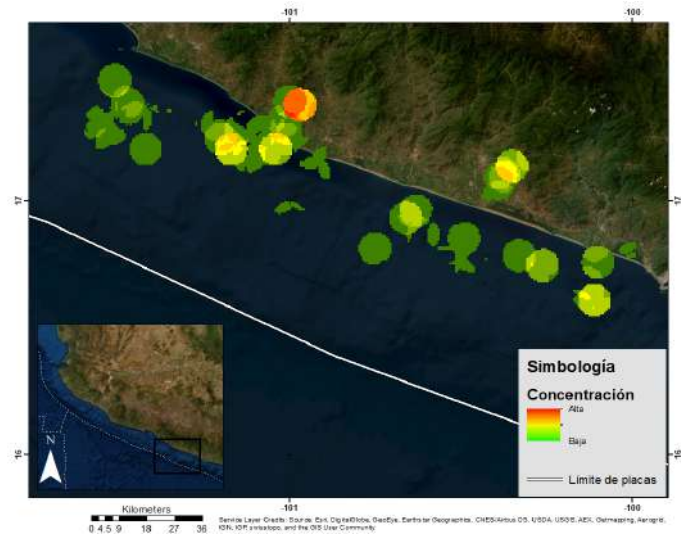 -101 -100
17 17
Simbología
Concentración
Alta
Baja
Límite de placas
N
16 16
-101 -100
Kilometers
0 4.5 9 18 27 36
Service Layer Credits: Source: Esri, DigitalGlobe, GeoEye, Earthstar Geographics, CNES/Airbus DS, USDA, USGS, AEX, Getmapping, Aerogrid,
IGN, IGP, swisstopo, and the GIS User Community